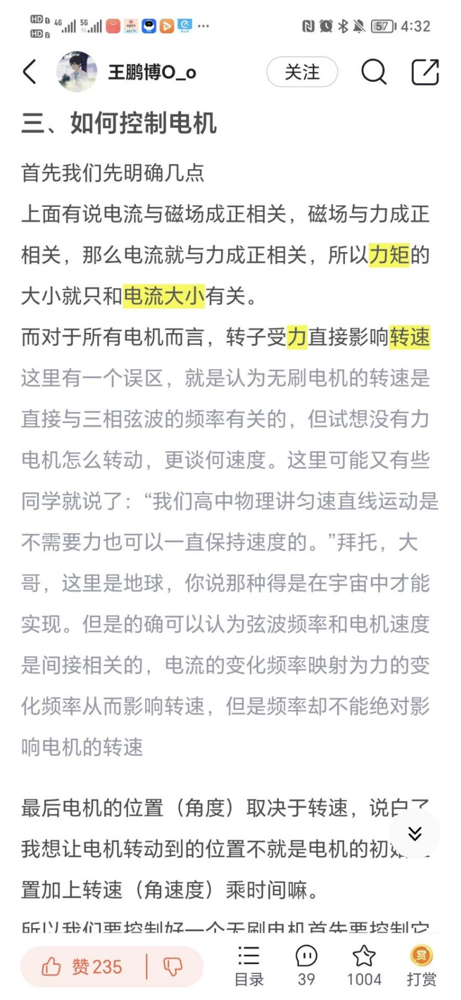 HD 1
HD 2
4G
5G
57
4:32
王鹏博O_o
关注
三、如何控制电机
首先我们先明确几点
上面有说电流与磁场成正相关，磁场与力成正
相关，那么电流就与力成正相关，所以力矩的
大小就只和电流大小有关。
而对于所有电机而言，转子受力直接影响转速
这里有一个误区，就是认为无刷电机的转速是
直接与三相弦波的频率有关的，但试想没有力
电机怎么转动，更谈何速度。这里可能又有些
同学就说了：“我们高中物理讲匀速直线运动是
不需要力也可以一直保持速度的。”拜托，大
哥，这里是地球，你说那种得是在宇宙中才能
实现。但是的确可以认为弦波频率和电机速度
是间接相关的，电流的变化频率映射为力的变
化频率从而影响转速，但是频率却不能绝对影
响电机的转速
最后电机的位置（角度）取决于转速，说白了
我想让电机转动到的位置不就是电机的初始
置加上转速（角速度）乘时间嘛。
所以我们要控制好一个无刷电机首先要控制它
赞 235
目录
39
1004
赏
打赏